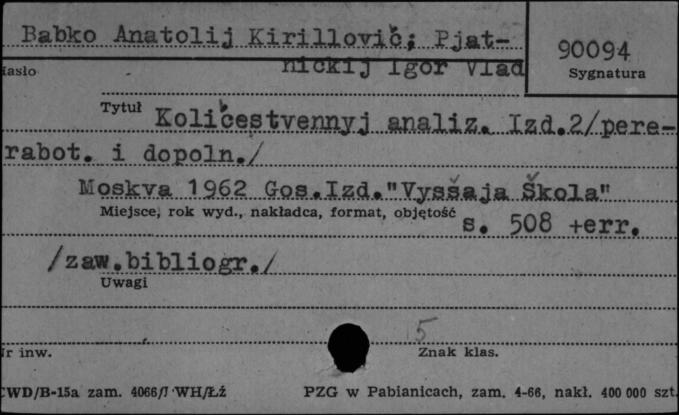 Babko Anatolij Kirillovič; Pjat-
90094
Hasło
nickij Igor Vlad
Sygnatura
Tytuł Količestvennyj analiz. Izd.2/pere-
rabot. i dopoln./
Moskva 1962 Gos.Izd."Vysšaja Škola"
Miejsce, rok wyd., nakładca, format, objętość
s. 508 +err.
/zaw.bibliogr./
Uwagi
5
Nr inw.
Znak klas.
CWD/B-15a zam. 4066/I WH/Łź PZG w Pabianicach, zam. 4-66, nakł. 400 000 szt.